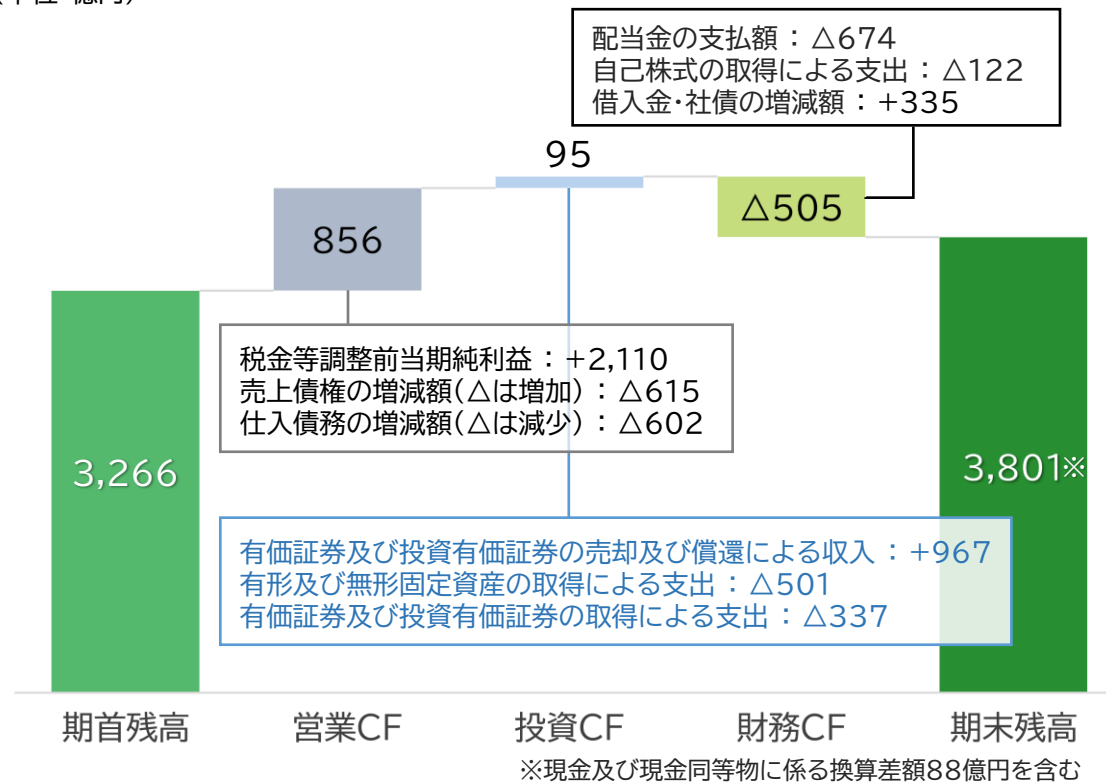 配当金の支払額：△674
自己株式の取得による支出：△122
借入金・社債の増減額：+335
95
△505
856
税金等調整前当期純利益：+2,110
売上債権の増減額（△は増加）：△615
仕入債務の増減額（△は減少）：△602
3,266
3,801※
有価証券及び投資有価証券の売却及び償還による収入：+967
有形及び無形固定資産の取得による支出：△501
有価証券及び投資有価証券の取得による支出：△337
期首残高
営業CF
投資CF
財務CF
期末残高
※現金及び現金同等物に係る換算差額88億円を含む